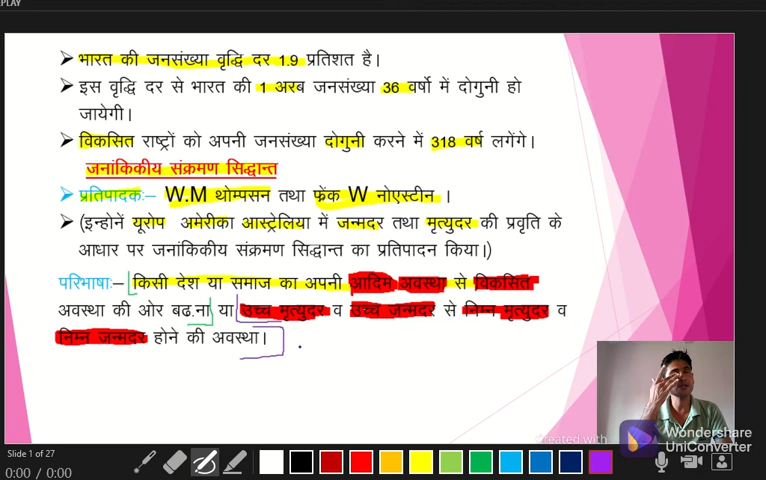 PLAY
➢ भारत की जनसंख्या वृद्धि दर 1.9 प्रतिशत है।
➢ इस वृद्धि दर से भारत की 1 अरब जनसंख्या 36 वर्षो में दोगुनी हो
जायेगी।
➢ विकसित राष्ट्रों को अपनी जनसंख्या दोगुनी करने में 318 वर्ष लगेंगे।
जनांकिकीय संक्रमण सिद्धान्त
➢ प्रतिपादकः– W.M थोम्पसन तथा फ्रेंक W नोएस्टीन ।
➢ (इन्होनें यूरोप अमेरीका आस्ट्रेलिया में जन्मदर तथा मृत्युदर की प्रवृति के
आधार पर जनांकिकीय संक्रमण सिद्धान्त का प्रतिपादन किया।)
परिभाषाः– किसी देश या समाज का अपनी आदिम अवस्था से विकसित
अवस्था की ओर बढ.ना या उच्च मृत्युदर व उच्च जन्मदर से निम्न मृत्युदर व
निम्न जन्मदर होने की अवस्था।
Created with
Wondershare
UniConverter
Slide 1 of 27
0:00 / 0:00